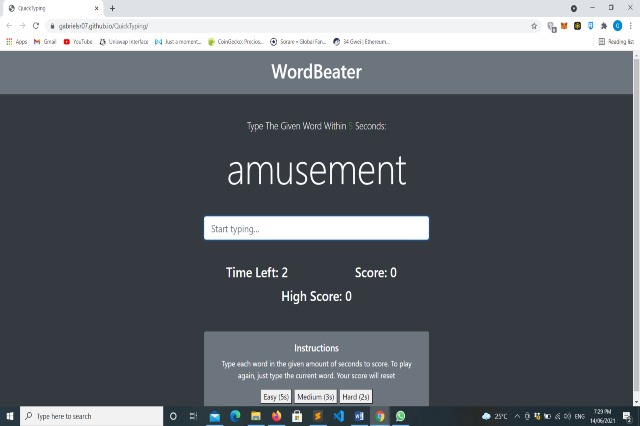 QuickTyping
gabrielsr07.github.io/QuickTyping/
Apps Gmail YouTube Uniswap Interface Just a moment... CoinGecko: Precios... Sorare • Global Fan... 34 Gwei | Ethereum... Reading list
WordBeater
Type The Given Word Within 5 Seconds:
amusement
Start typing...
Time Left: 2 Score: 0
High Score: 0
Instructions
Type each word in the given amount of seconds to score. To play
again, just type the current word. Your score will reset
Easy (5s) Medium (3s) Hard (2s)
Type here to search 25°C ENG 7:29 PM
14/06/2021